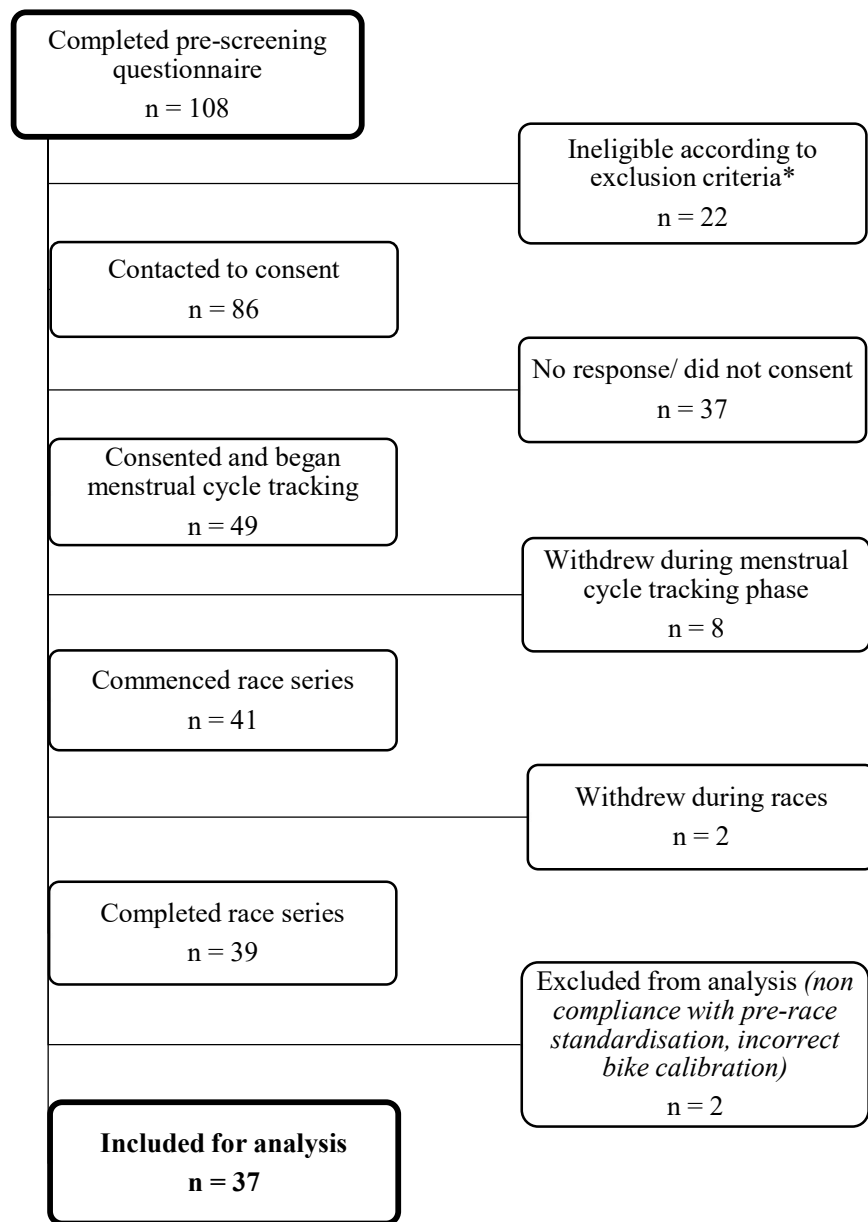 Completed pre-screening
questionnaire
n = 108
Ineligible according to
exclusion criteria*
n = 22
Contacted to consent
n = 86
No response/ did not consent
n = 37
Consented and began
menstrual cycle tracking
n = 49
Withdrew during menstrual
cycle tracking phase
n = 8
Commenced race series
n = 41
Withdrew during races
n = 2
Completed race series
n = 39
Excluded from analysis (non
compliance with pre-race
standardisation, incorrect
bike calibration)
n = 2
Included for analysis
n = 37